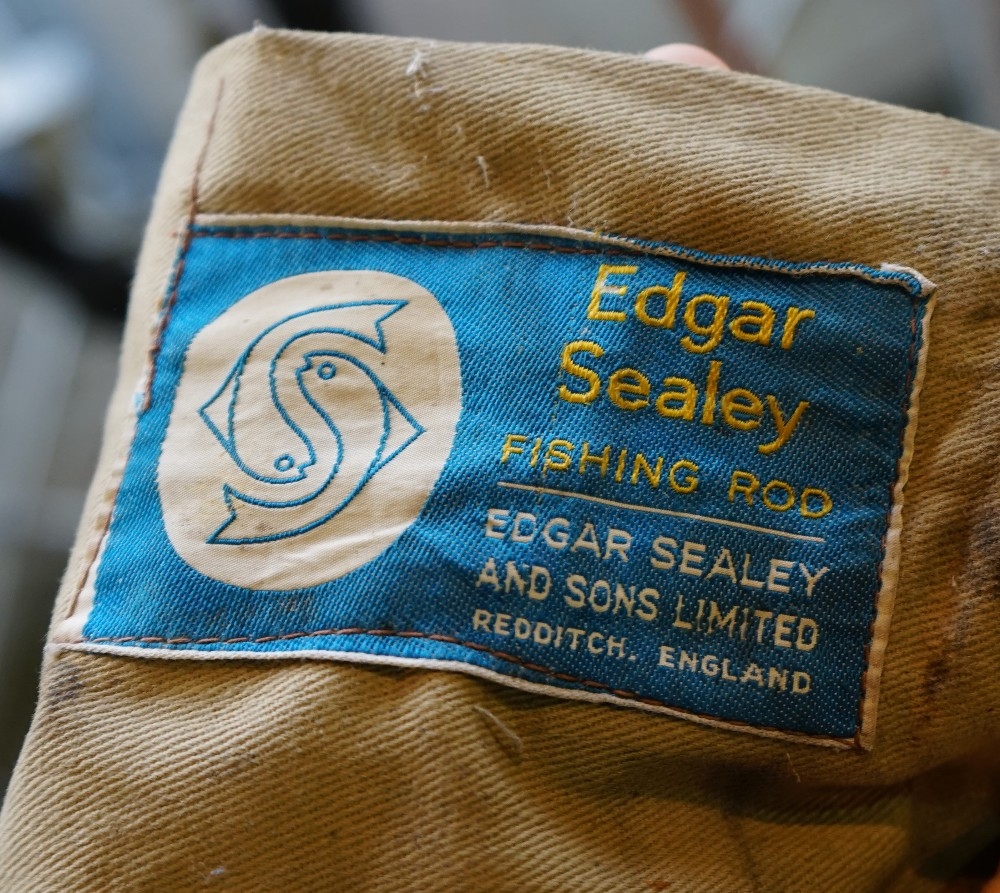 Edgar
Sealey
FISHING ROD
EDGAR SEALEY
AND SONS LIMITED
REDDITCH. ENGLAND